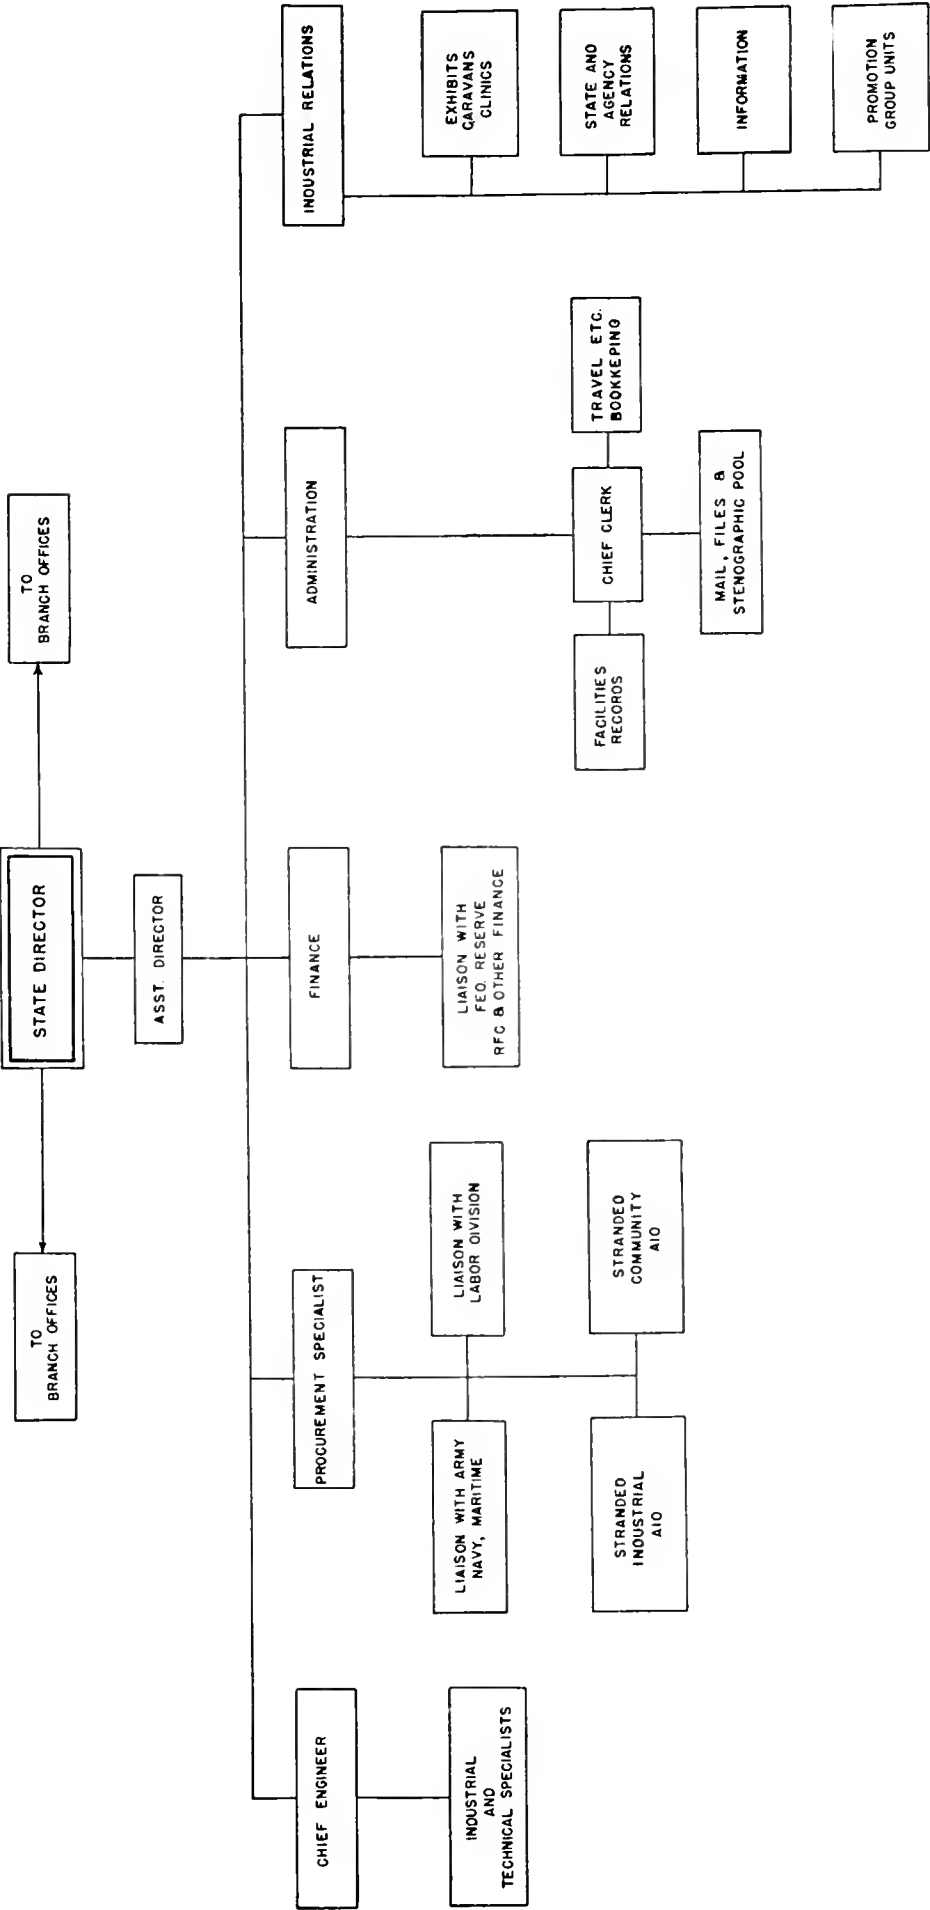 STATE DIRECTOR
TO
BRANCH OFFICES
TO
BRANCH OFFICES
ASST. DIRECTOR
CHIEF ENGINEER
PROCUREMENT SPECIALIST
FINANCE
ADMINISTRATION
INDUSTRIAL RELATIONS
INDUSTRIAL
AND
TECHNICAL SPECIALISTS
LIAISON WITH ARMY
NAVY, MARITIME
LIAISON WITH
LABOR DIVISION
STRANDED
INDUSTRIAL
AID
STRANDED
COMMUNITY
AID
LIAISON WITH
FED. RESERVE
RFC & OTHER FINANCE
FACILITIES
RECORDS
CHIEF CLERK
TRAVEL ETC.
BOOKKEPING
MAIL, FILES &
STENOGRAPHIC POOL
EXHIBITS
CARAVANS
CLINICS
STATE AND
AGENCY
RELATIONS
INFORMATION
PROMOTION
GROUP UNITS